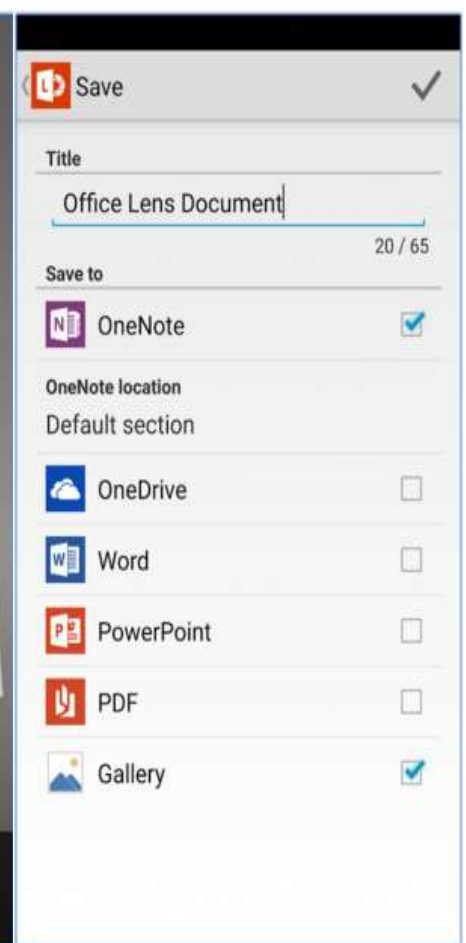 Save
Title
Office Lens Document
20 / 65
Save to
OneNote
OneNote location
Default section
OneDrive
Word
PowerPoint
PDF
Gallery